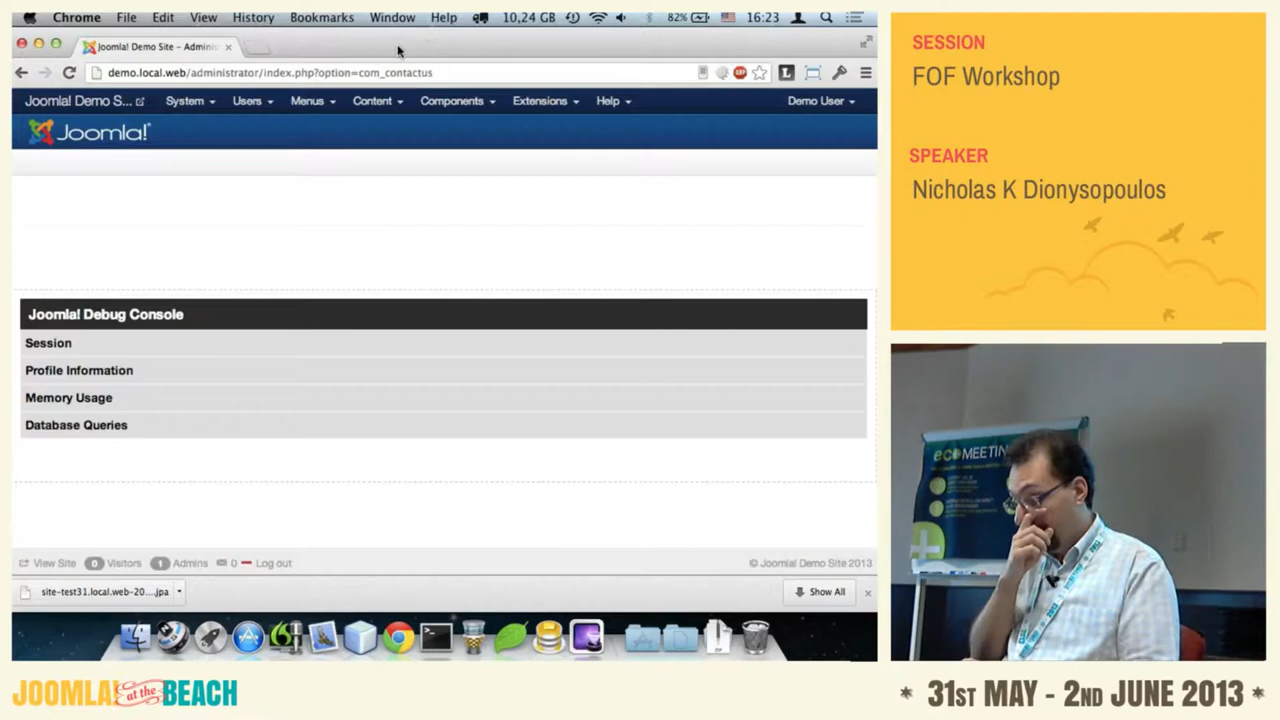 Chrome File Edit View History Bookmarks Window Help 10,24 GB 82% 16:23
Joomla! Demo Site - Adminis
demo.local.web/administrator/index.php?option=com_contactus
Joomla! Demo S... System Users Menus Content Components Extensions Help Demo User
Joomla!
Joomla! Debug Console
Session
Profile Information
Memory Usage
Database Queries
View Site 0 Visitors 1 Admins 0 Log out © Joomla! Demo Site 2013
site-test31.local.web-20....jpa Show All
SESSION
FOF Workshop
SPEAKER
Nicholas K Dionysopoulos
ecoMEETIN
JOOMLA! at the BEACH
* 31ST MAY - 2ND JUNE 2013 *